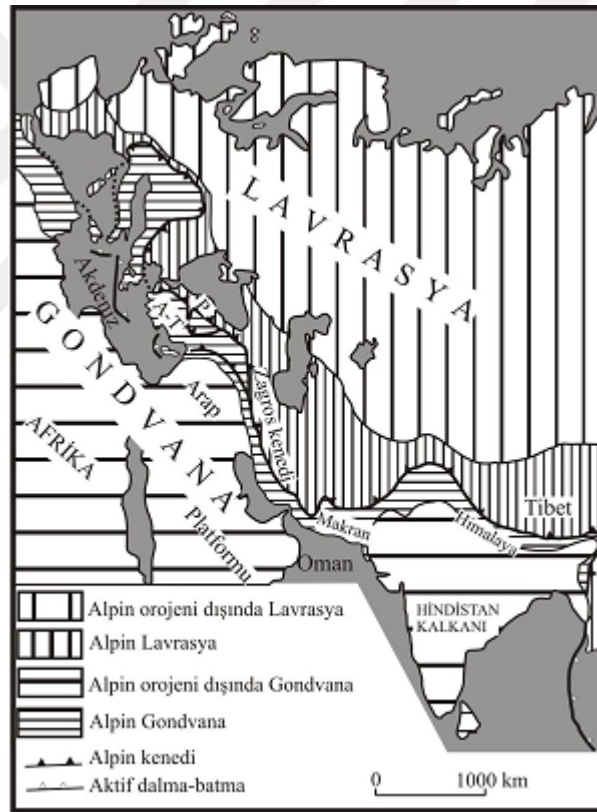 LAVRASYA
Akdeniz
P
A-T
GONDVANA
Arap
Platformu
AFRİKA
Zagros kenedi
Makran
Himalaya
Tibet
Oman
HİNDİSTAN
KALKANI
Alpin orojeni dışında Lavrasya
Alpin Lavrasya
Alpin orojeni dışında Gondvana
Alpin Gondvana
Alpin kenedi
Aktif dalma-batma
0 1000 km